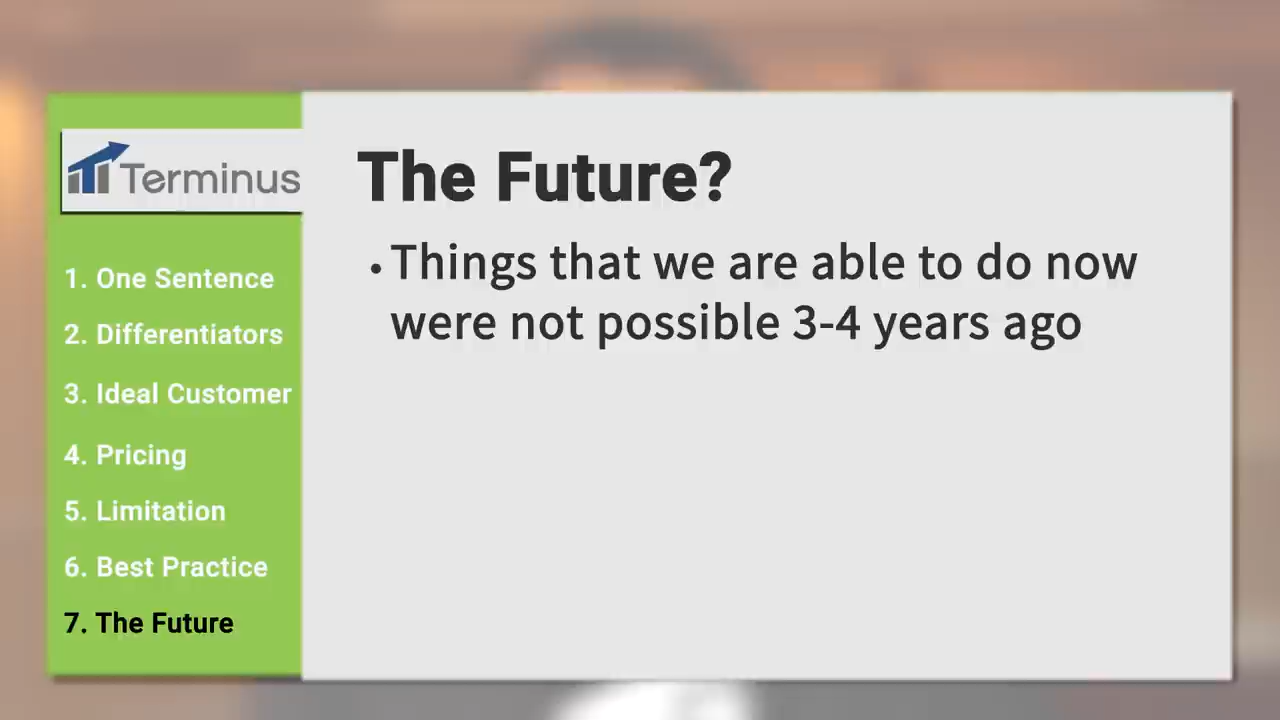 Terminus
1. One Sentence
2. Differentiators
3. Ideal Customer
4. Pricing
5. Limitation
6. Best Practice
7. The Future
The Future?
• Things that we are able to do now
were not possible 3-4 years ago